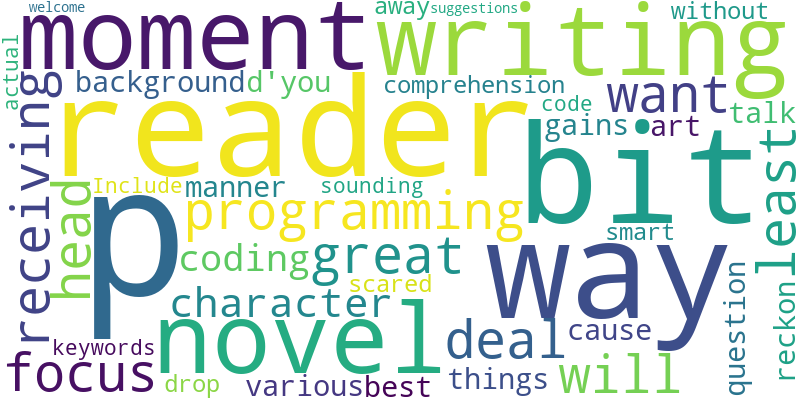 welcome
moment
away
suggestions
writing
without
actual
background
d'you
comprehension
want
code
gains
art
talk
reader
bit
receiving
head
Include
manner
sounding
programming
least
p
way
smart
coding
great
scared
character
novel
deal
cause
question
reckon
keywords
focus
drop
various
best
things
will